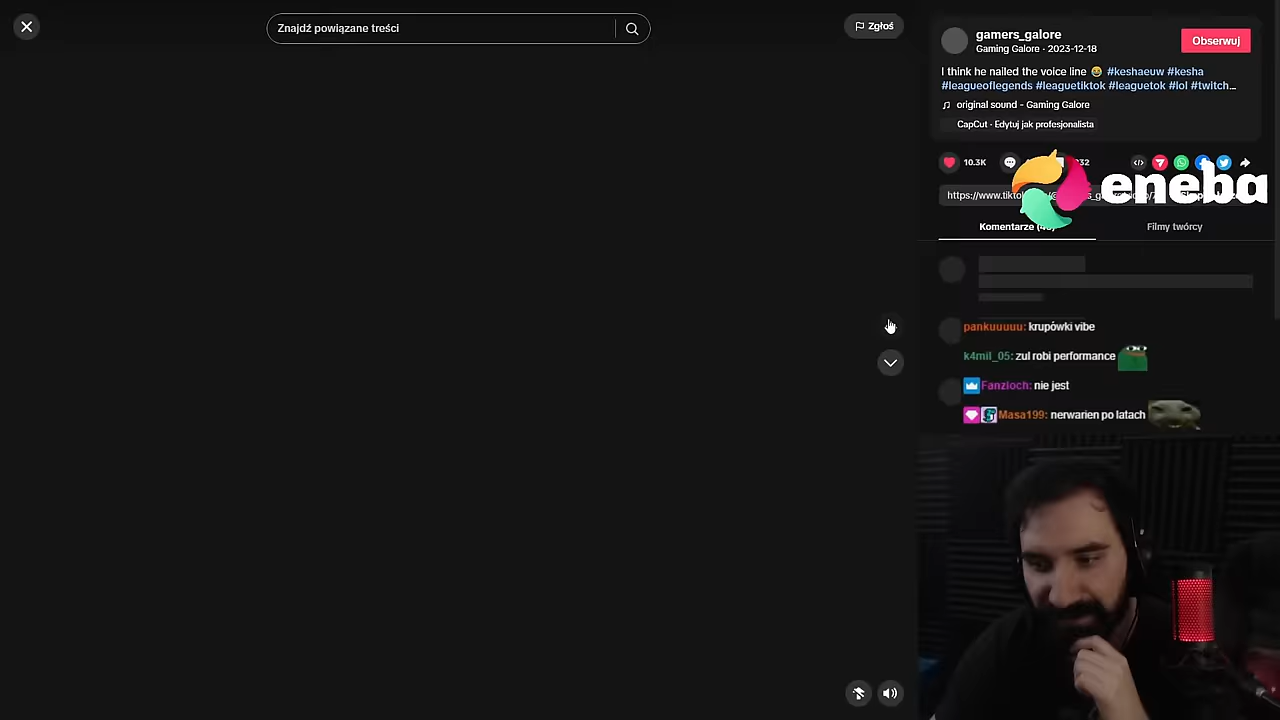 Znajdź powiązane treści
Zgłoś
gamers_galore
Gaming Galore · 2023-12-18
Obserwuj
I think he nailed the voice line 😂 #keshaeuw #kesha
#leagueoflegends #leaguetiktok #leaguetok #lol #twitch...
original sound - Gaming Galore
CapCut · Edytuj jak profesjonalista
10.3K
eneba
Komentarze
Filmy twórcy
pankuuuuu: krupówki vibe
k4mil_05: zul robi performance
Fanzloch: nie jest
Masa199: nerwarien po latach